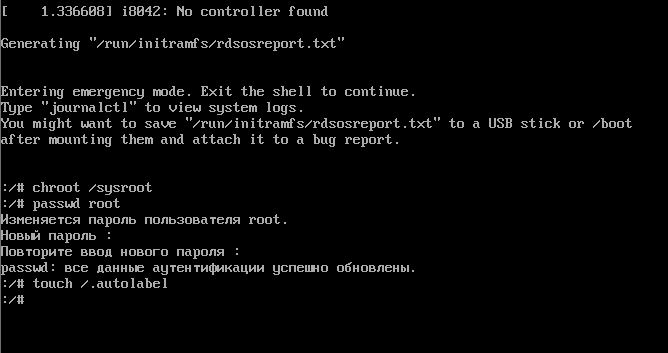 [    1.336608] i8042: No controller found
Generating "/run/initramfs/rdsosreport.txt"
Entering emergency mode. Exit the shell to continue.
Type "journalctl" to view system logs.
You might want to save "/run/initramfs/rdsosreport.txt" to a USB stick or /boot
after mounting them and attach it to a bug report.
:/# chroot /sysroot
:/# passwd root
Изменяется пароль пользователя root.
Новый пароль :
Повторите ввод нового пароля :
passwd: все данные аутентификации успешно обновлены.
:/# touch /.autolabel
:/#